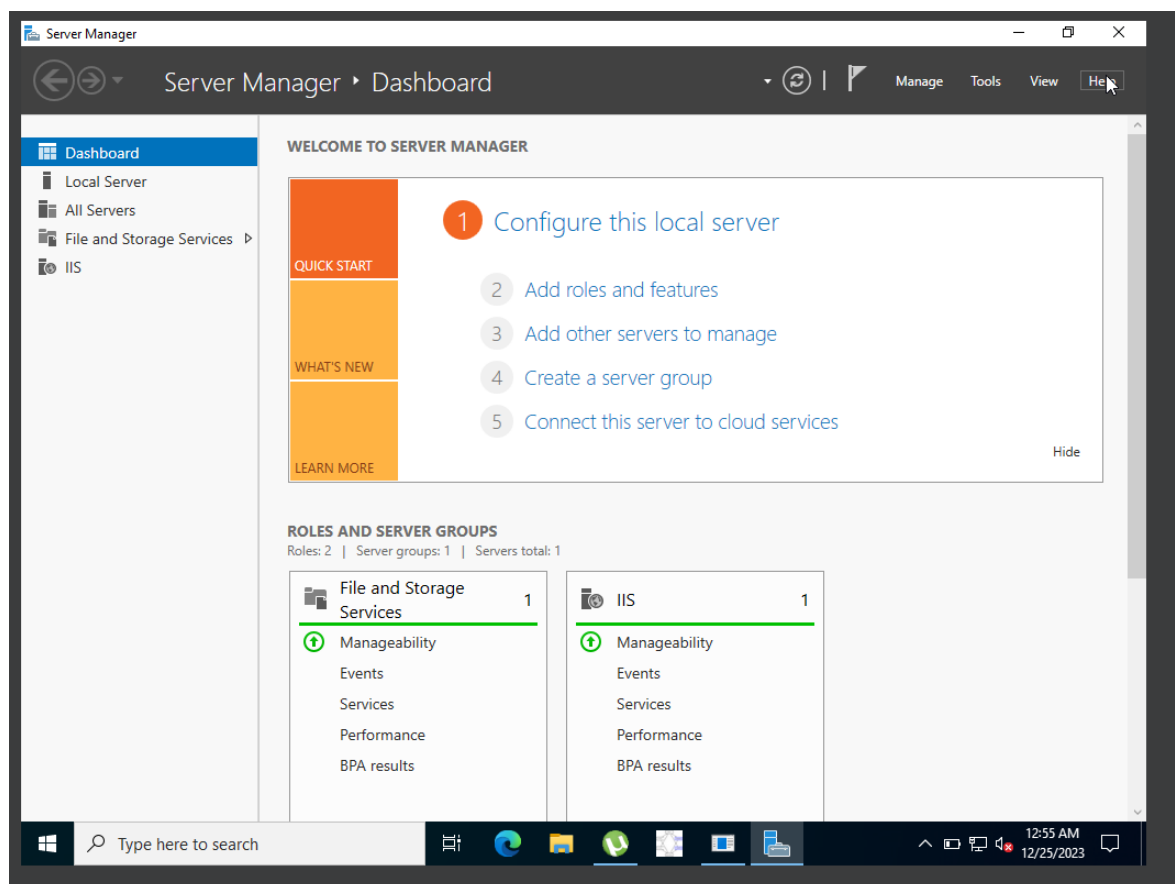 Server Manager
Server Manager Dashboard
Manage Tools View
Dashboard
Local Server
All Servers
File and Storage Services
IIS
WELCOME TO SERVER MANAGER
QUICK START
WHAT'S NEW
LEARN MORE
1 Configure this local server
2 Add roles and features
3 Add other servers to manage
4 Create a server group
5 Connect this server to cloud services
Hide
ROLES AND SERVER GROUPS
Roles: 2 | Server groups: 1 | Servers total: 1
File and Storage
Services 1
Manageability
Events
Services
Performance
BPA results
IIS 1
Manageability
Events
Services
Performance
BPA results
Type here to search
12:55 AM
12/25/2023